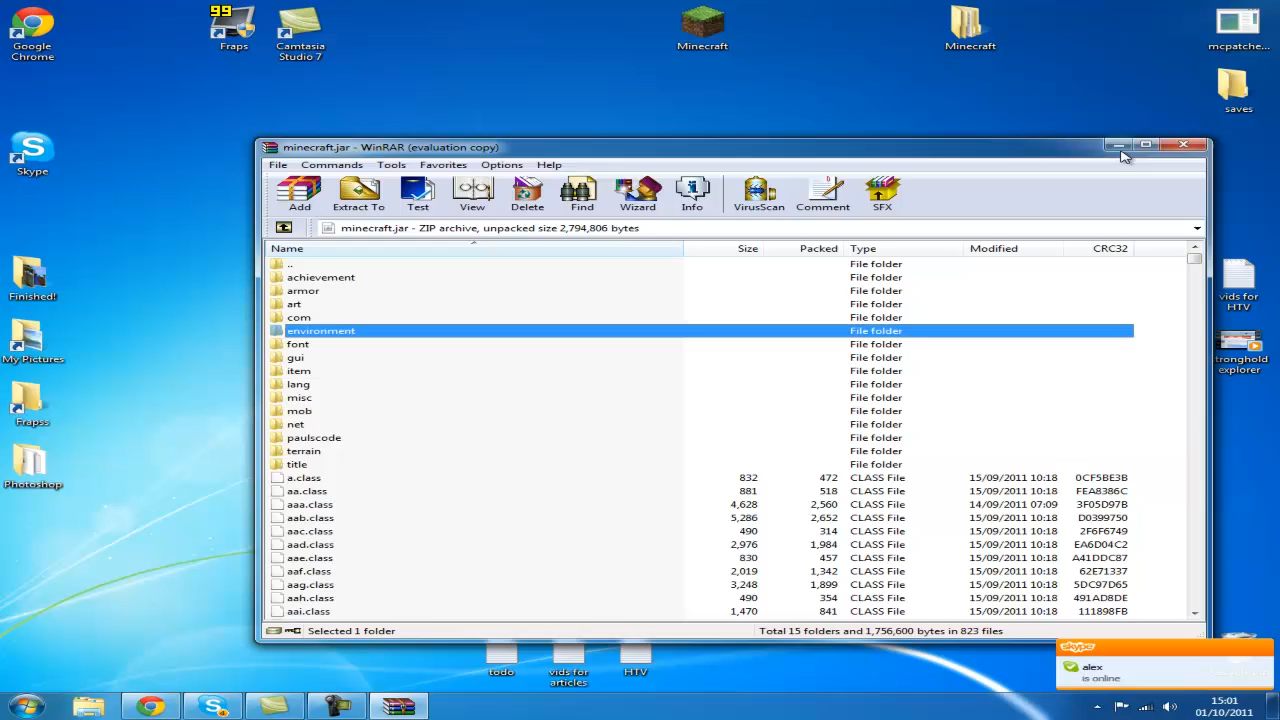 99
Google
Chrome
Fraps
Camtasia
Studio 7
Minecraft
Minecraft
mcpatche...
saves
Skype
Finished!
My Pictures
Frapss
Photoshop
vids for
HTV
explorer
minecraft.jar - WinRAR (evaluation copy)
File Commands Tools Favorites Options Help
Add Extract To Test View Delete Find Wizard Info VirusScan Comment SFX
minecraft.jar - ZIP archive, unpacked size 2,794,806 bytes
Name Size Packed Type Modified CRC32
.. File folder
achievement File folder
armor File folder
art File folder
com File folder
environment File folder
font File folder
gui File folder
item File folder
lang File folder
misc File folder
mob File folder
net File folder
paulscode File folder
terrain File folder
title File folder
a.class 832 472 CLASS File 15/09/2011 10:18 0CF5BE3B
aa.class 881 518 CLASS File 15/09/2011 10:18 FEA8386C
aaa.class 4,628 2,560 CLASS File 14/09/2011 07:09 3F05D97B
aab.class 5,286 2,652 CLASS File 15/09/2011 10:18 D0399750
aac.class 490 314 CLASS File 15/09/2011 10:18 2F6F6749
aad.class 2,976 1,984 CLASS File 15/09/2011 10:18 EA6D04C2
aae.class 830 457 CLASS File 15/09/2011 10:18 A41DDC87
aaf.class 2,019 1,342 CLASS File 15/09/2011 10:18 62E71337
aag.class 3,248 1,899 CLASS File 15/09/2011 10:18 5DC97D65
aah.class 490 354 CLASS File 15/09/2011 10:18 491AD8DE
aai.class 1,470 841 CLASS File 15/09/2011 10:18 111898FB
Selected 1 folder Total 15 folders and 1,756,600 bytes in 823 files
todo
vids for
articles
HTV
skype
alex
is online
15:01
01/10/2011